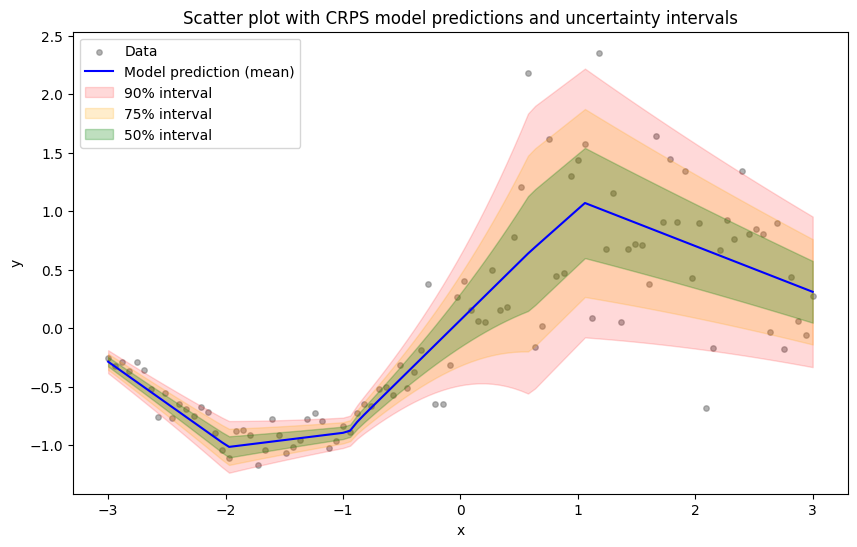 Scatter plot with CRPS model predictions and uncertainty intervals
Data
Model prediction (mean)
90% interval
75% interval
50% interval
2.5
2.0
1.5
1.0
0.5
0.0
−0.5
−1.0
y
−3
−2
−1
0
1
2
3
x